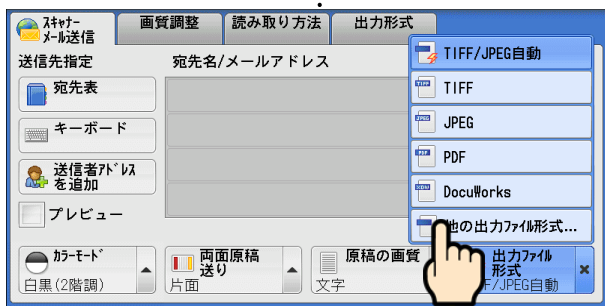 スキャナー
メール送信
画質調整
読み取り方法
出力形式
送信先指定
宛先名/メールアドレス
宛先表
キーボード
送信者アドレス
を追加
プレビュー
TIFF/JPEG自動
TIFF
JPEG
PDF
DocuWorks
他の出力ファイル形式...
カラーモード
白黒(2階調)
両面原稿
送り
片面
原稿の画質
文字
出力ファイル
形式
F/JPEG自動